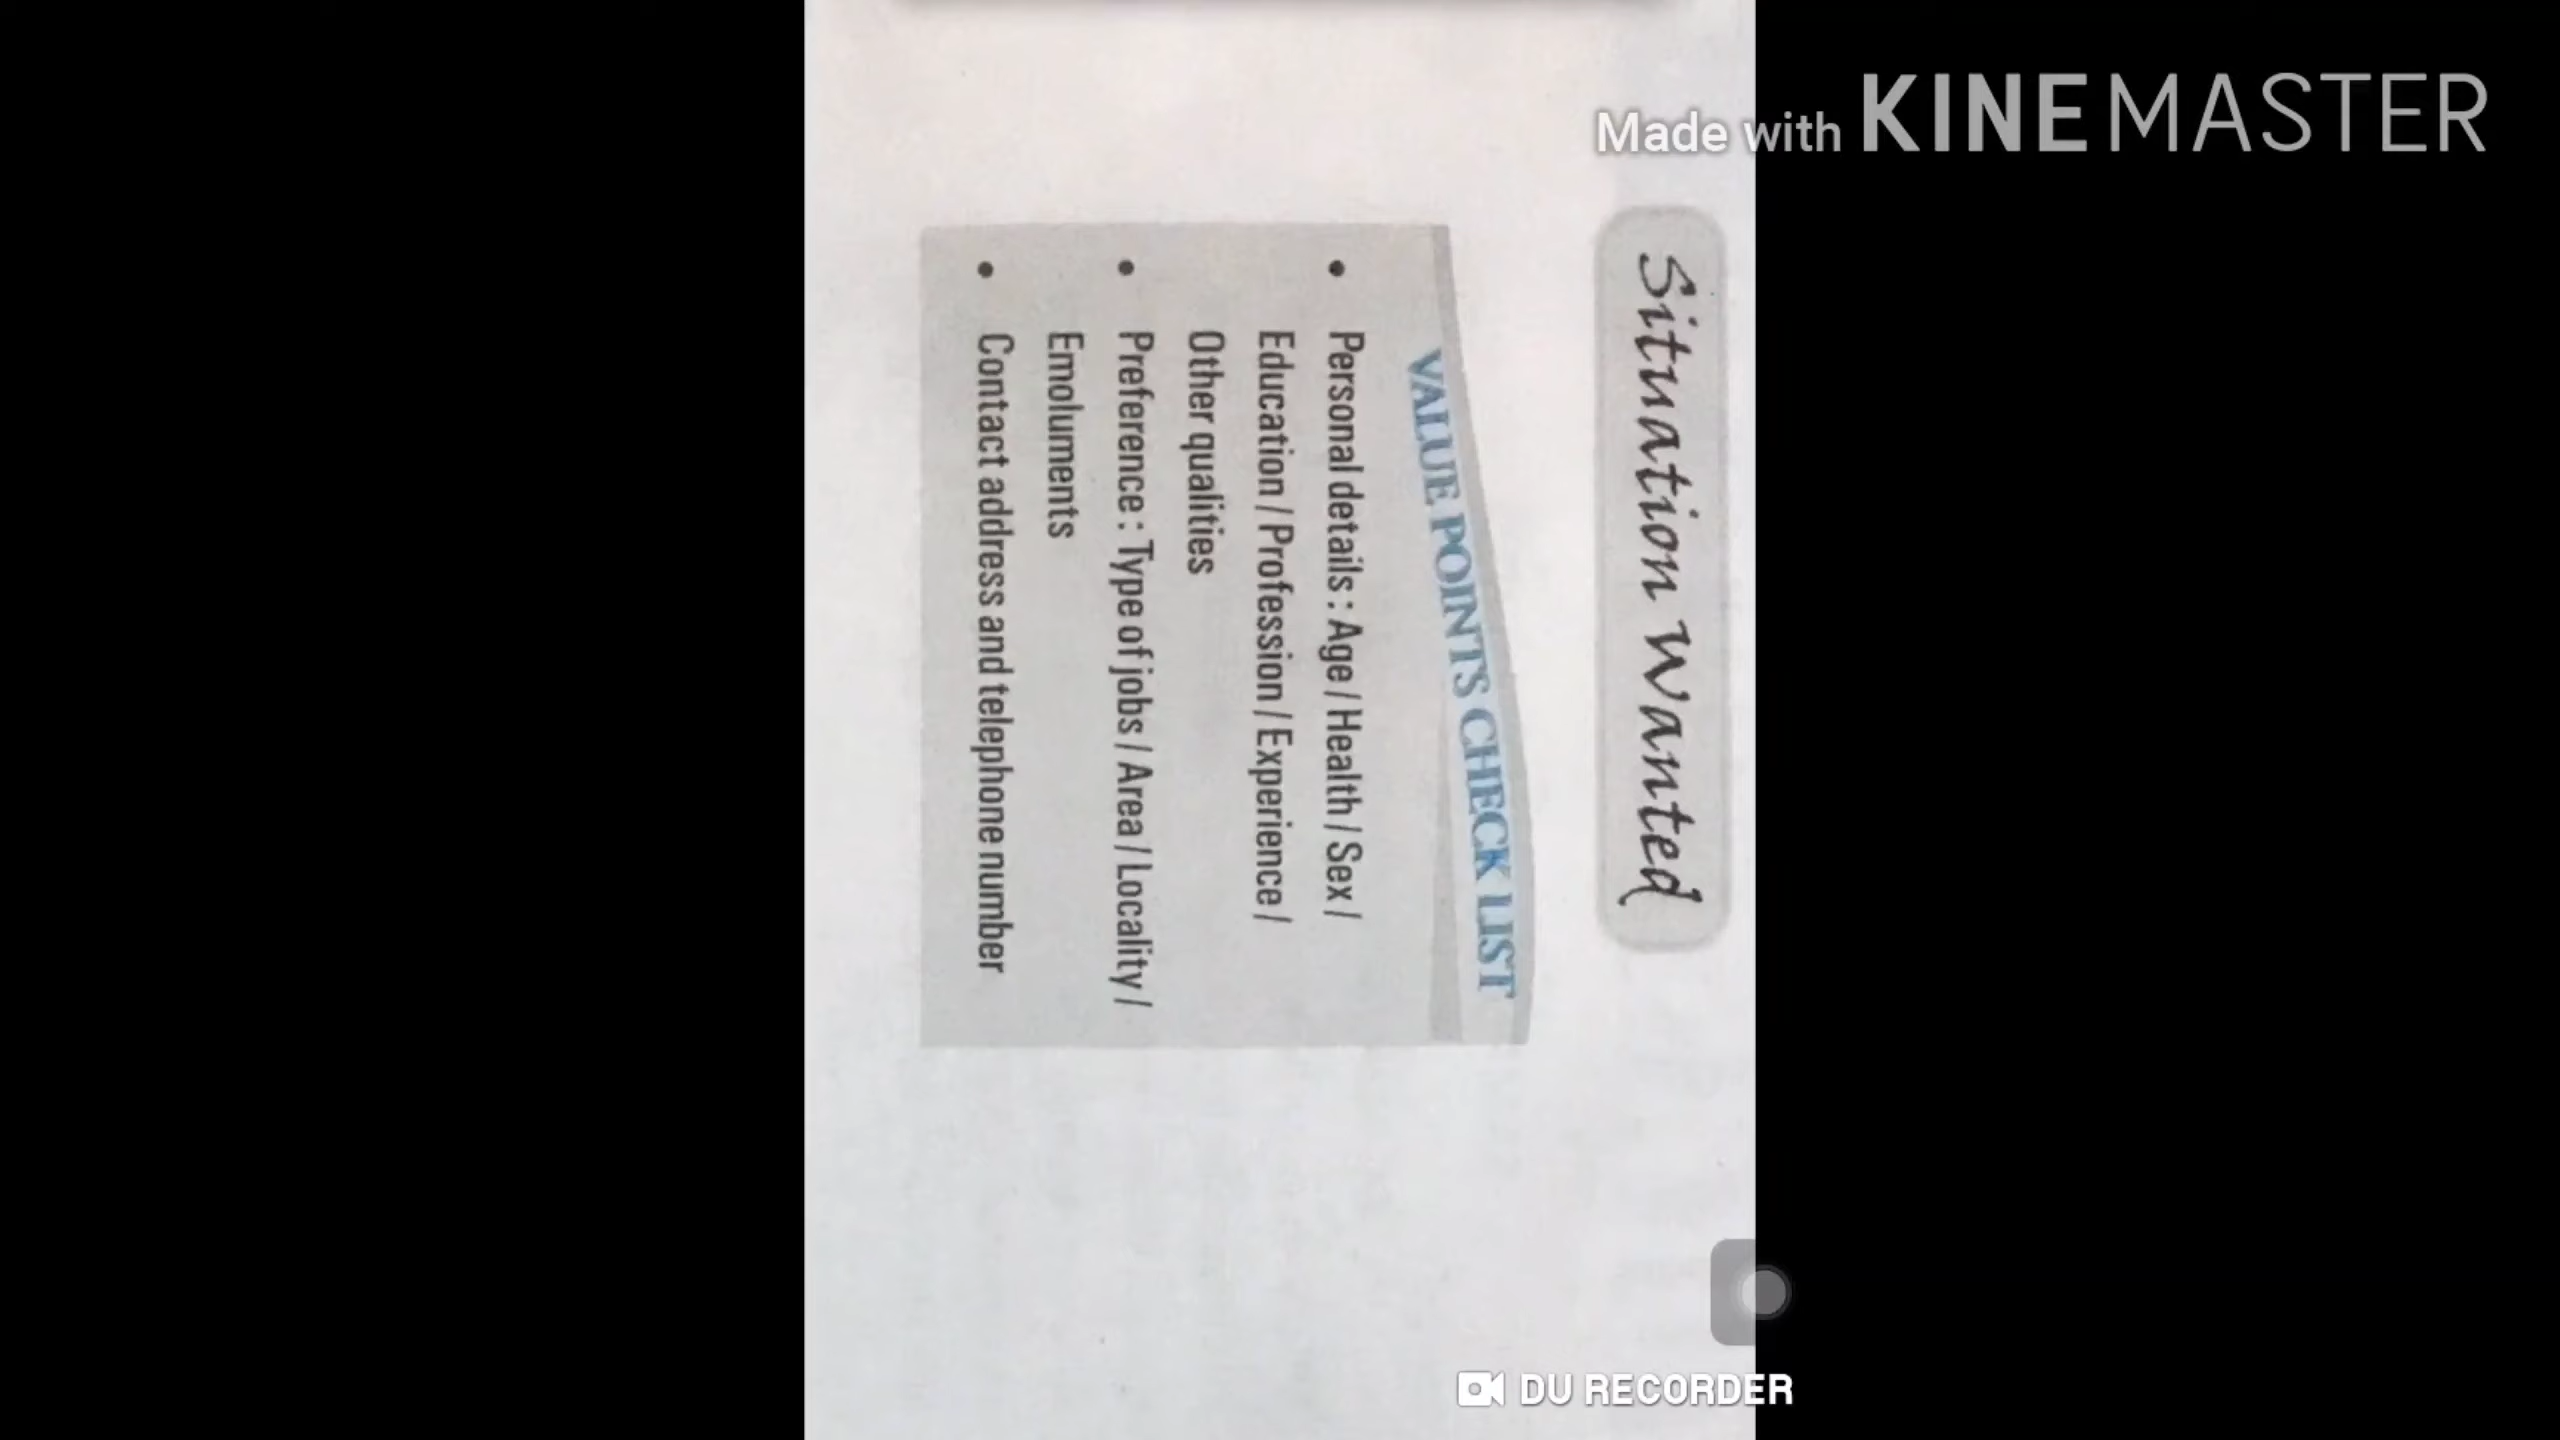 Made with KINEMASTER
Situation Wanted
VALUE POINTS CHECK LIST
• Personal details : Age / Health / Sex /
Education / Profession / Experience /
Other qualities
• Preference : Type of jobs / Area / Locality /
Emoluments
• Contact address and telephone number
DU RECORDER